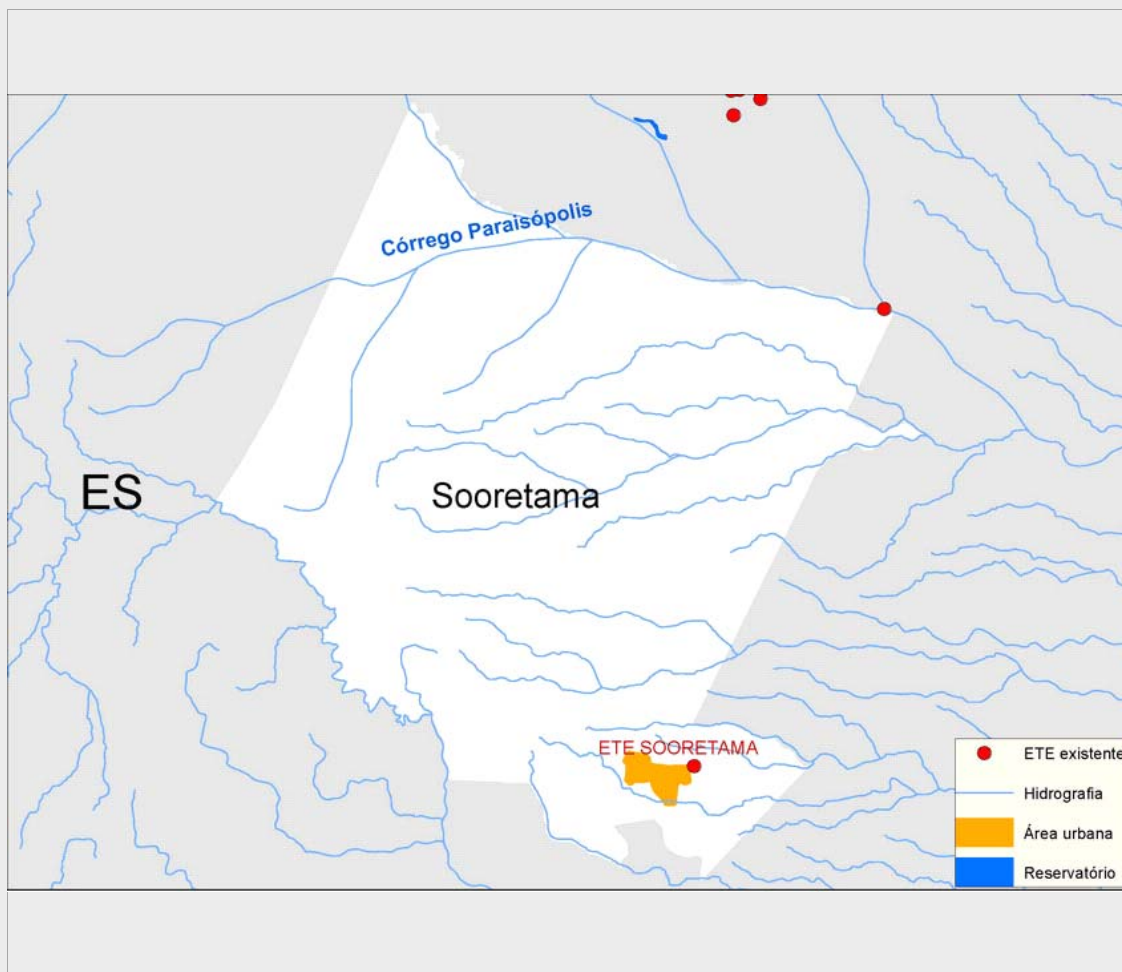 Córrego Paraisópolis
ES
Sooretama
ETE SOORETAMA
ETE existente
Hidrografia
Área urbana
Reservatório